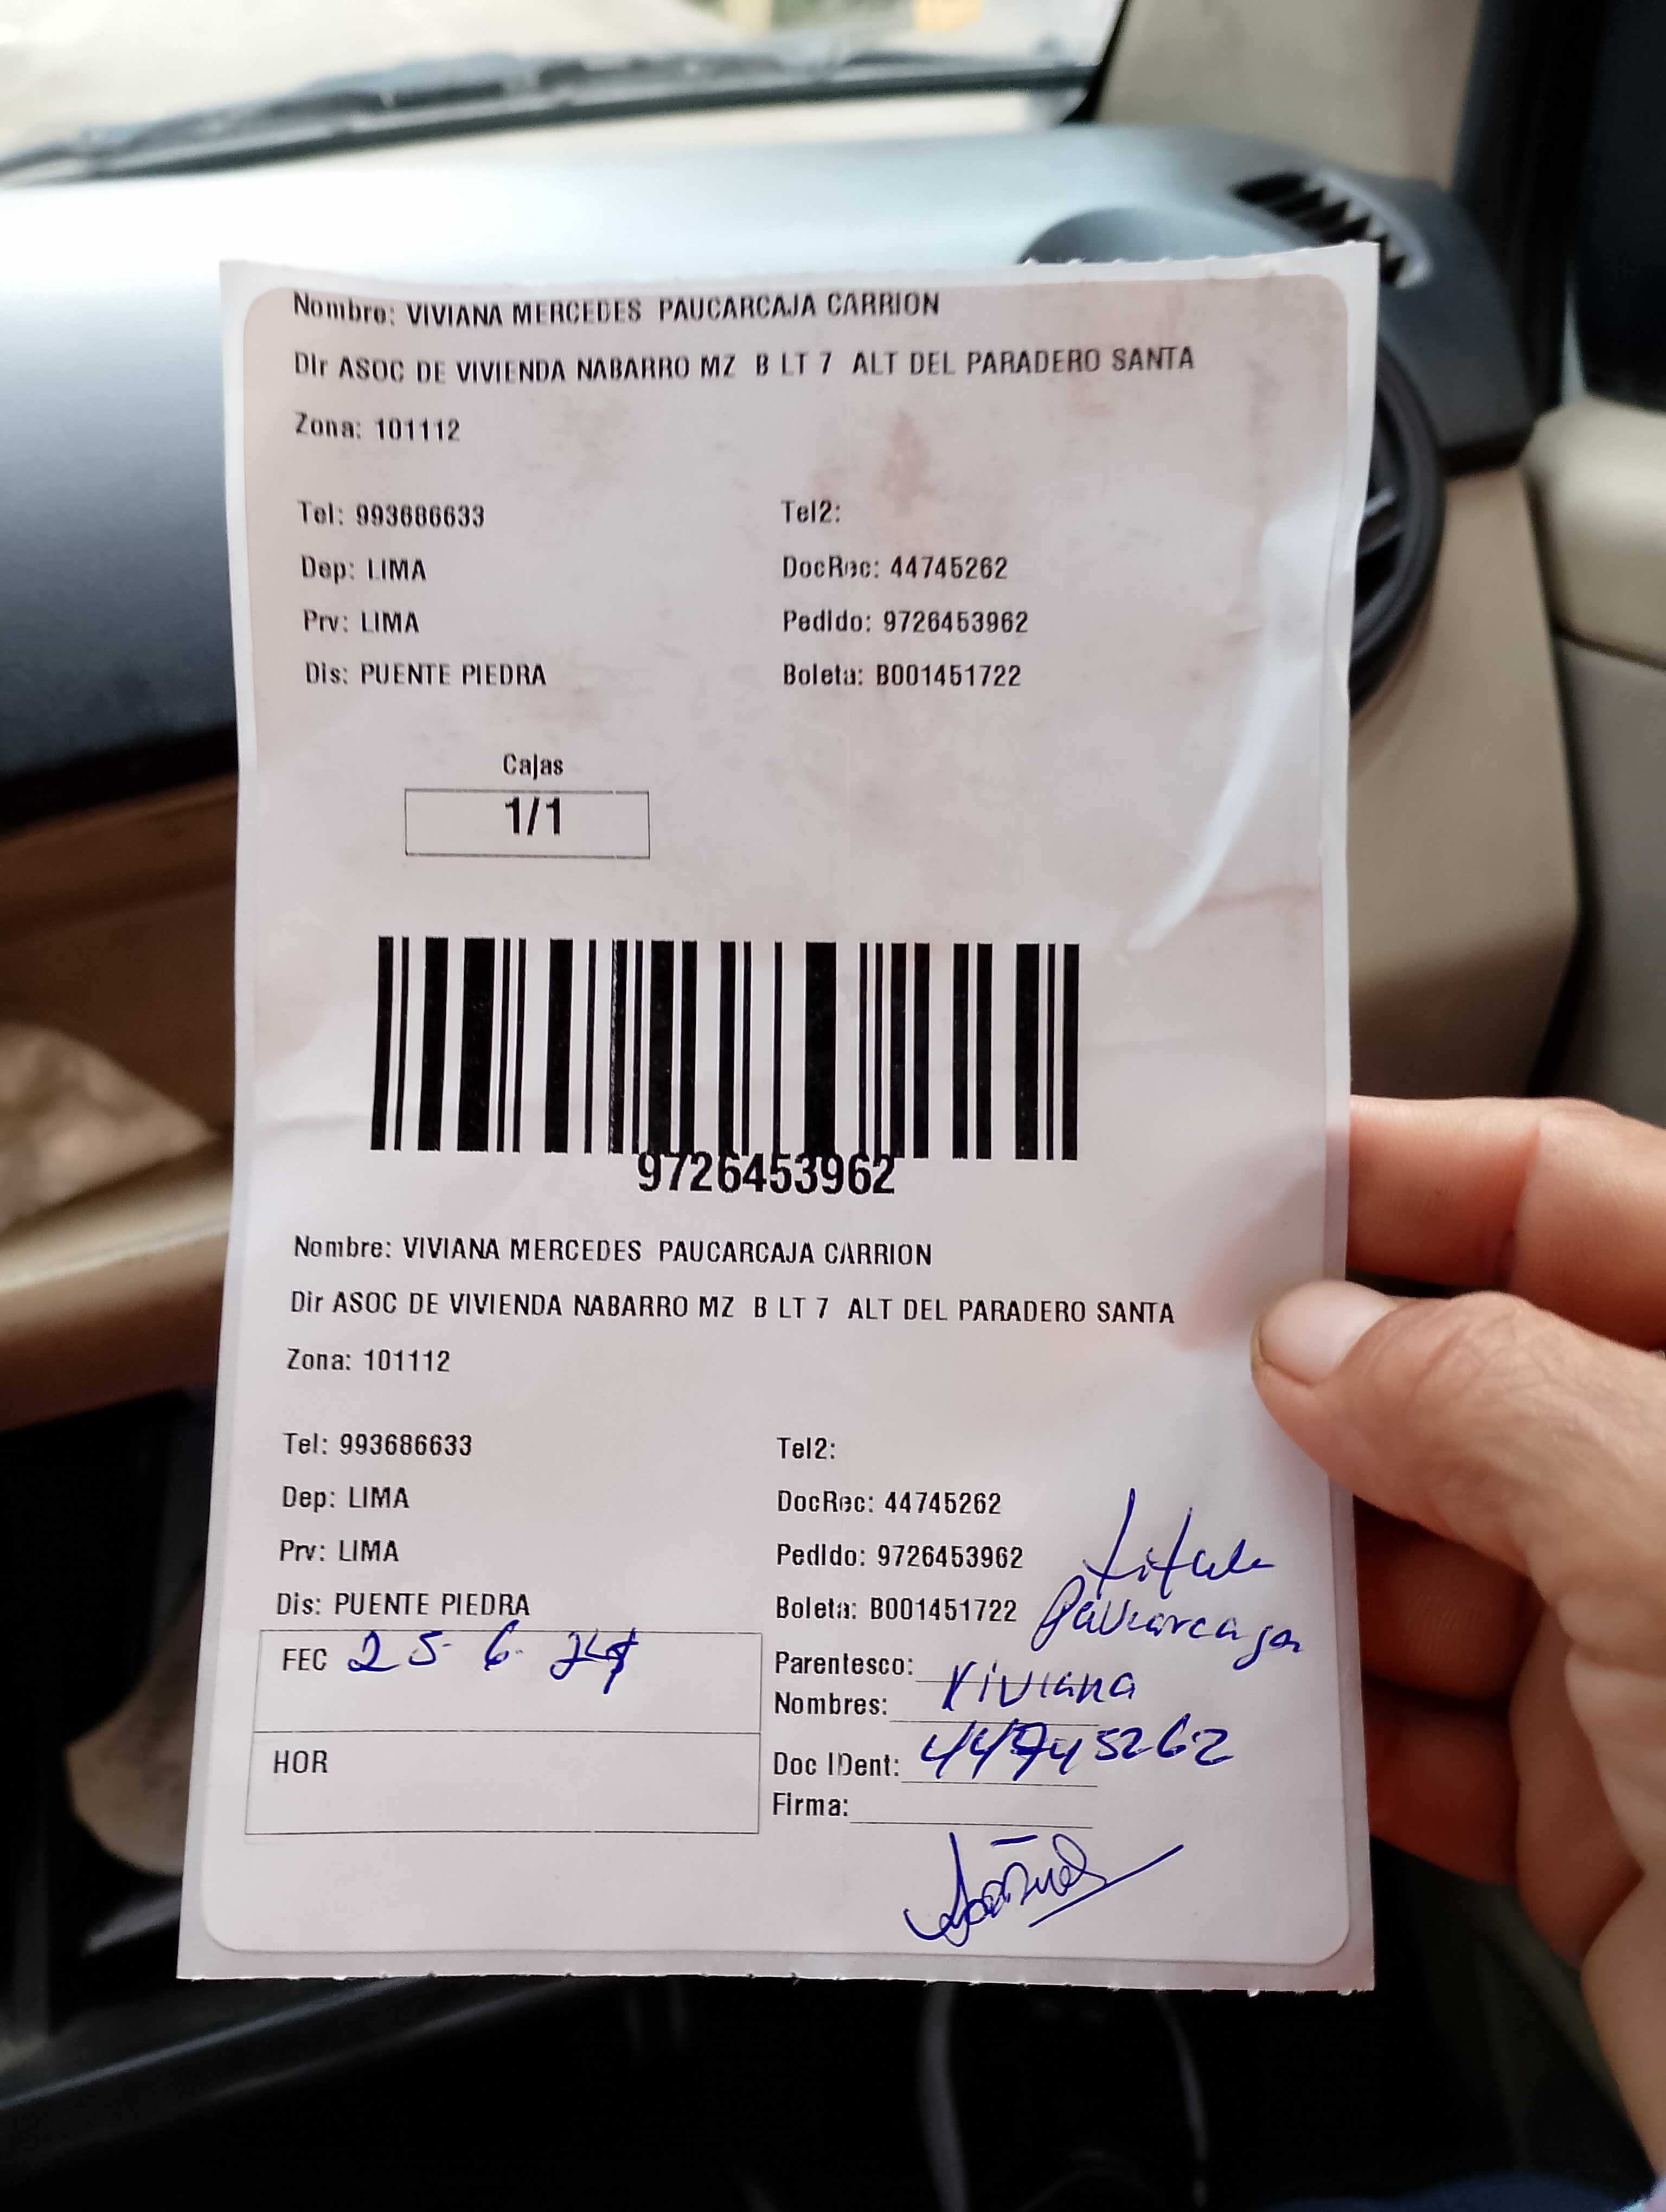 Nombre: VIVIANA MERCEDES PAUCARCAJA CARRION
Dir ASOC DE VIVIENDA NABARRO MZ B LT 7 ALT DEL PARADERO SANTA
Zona: 101112
Tel: 993686633 Tel2:
Dep: LIMA DocRec: 44745262
Prv: LIMA Pedido: 9726453962
Dis: PUENTE PIEDRA Boleta: B001451722
Cajas
1/1
9726453962
Nombre: VIVIANA MERCEDES PAUCARCAJA CARRION
Dir ASOC DE VIVIENDA NABARRO MZ B LT 7 ALT DEL PARADERO SANTA
Zona: 101112
Tel: 993686633 Tel2:
Dep: LIMA DocRec: 44745262
Prv: LIMA Pedido: 9726453962
Dis: PUENTE PIEDRA Boleta: B001451722
FEC 25-6-24
HOR
Paucarcaja
Parentesco:
Nombres: Viviana
Doc IDent: 44745262
Firma: